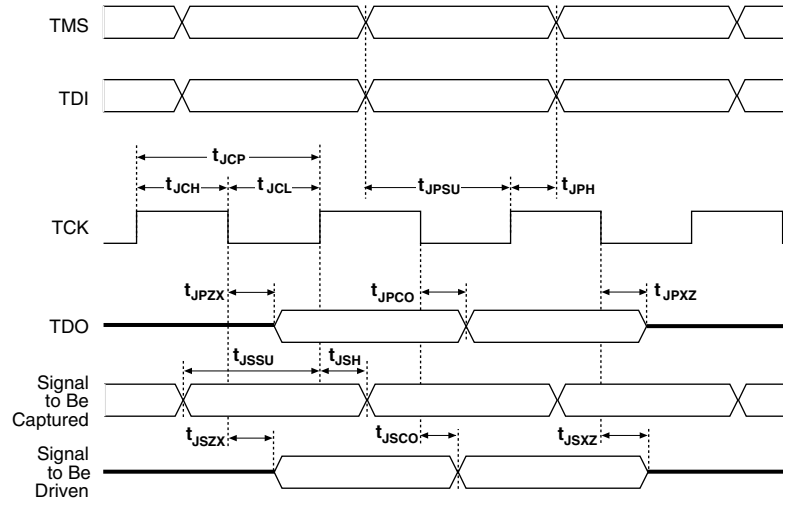 TMS
TDI
tJCP
tJCH
tJCL
tJPSU
tJPH
TCK
tJPZX
tJPCO
tJPXZ
TDO
tJSSU
tJSH
Signal
to Be
Captured
tJSZX
tJSCO
tJSXZ
Signal
to Be
Driven